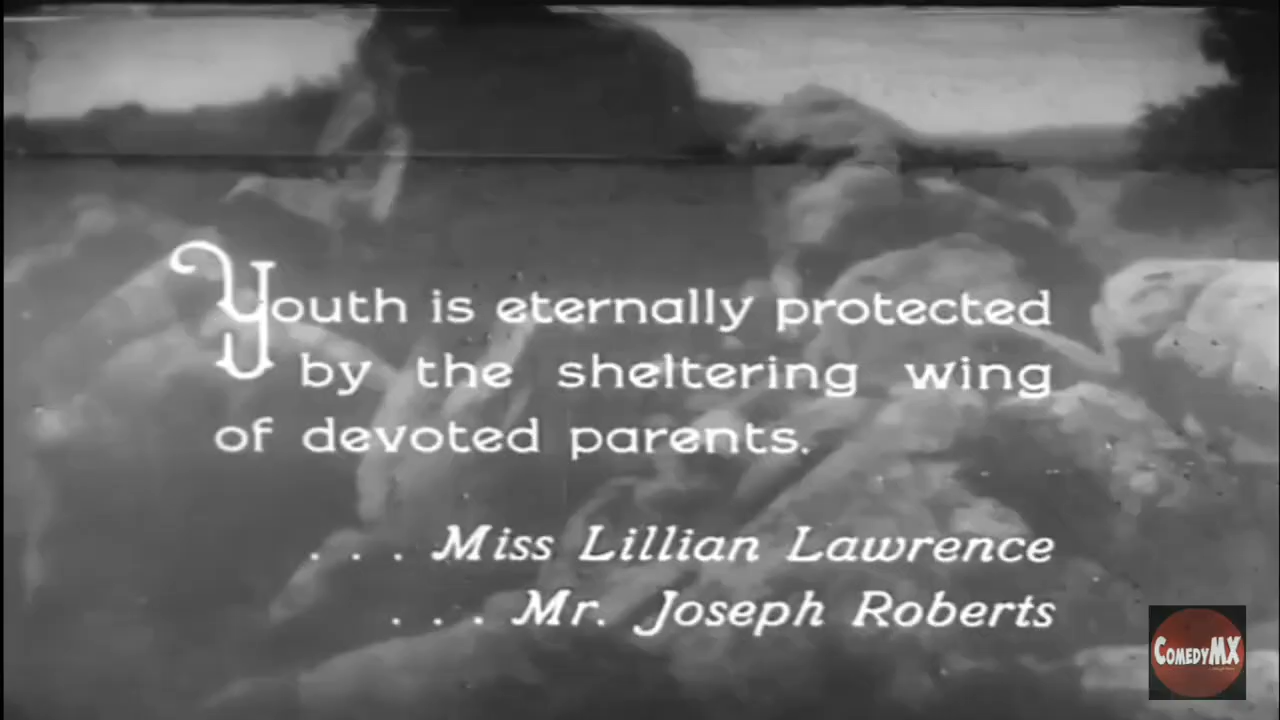 Youth is eternally protected
by the sheltering wing
of devoted parents.
. . . Miss Lillian Lawrence
. . . Mr. Joseph Roberts
COMEDYMX